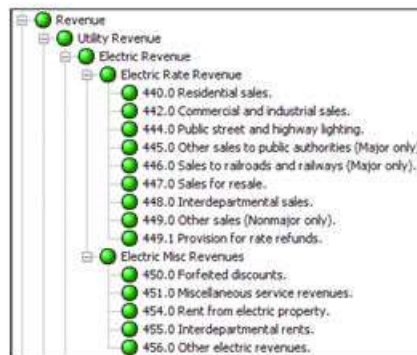 Revenue
Utility Revenue
Electric Revenue
Electric Rate Revenue
440.0 Residential sales.
442.0 Commercial and industrial sales.
444.0 Public street and highway lighting.
445.0 Other sales to public authorities (Major only)
446.0 Sales to railroads and railways (Major only).
447.0 Sales for resale.
448.0 Interdepartmental sales.
449.0 Other sales (Nonmajor only).
449.1 Provision for rate refunds.
Electric Misc Revenues
450.0 Forfeited discounts.
451.0 Miscellaneous service revenues.
454.0 Rent from electric property.
455.0 Interdepartmental rents.
456.0 Other electric revenues.